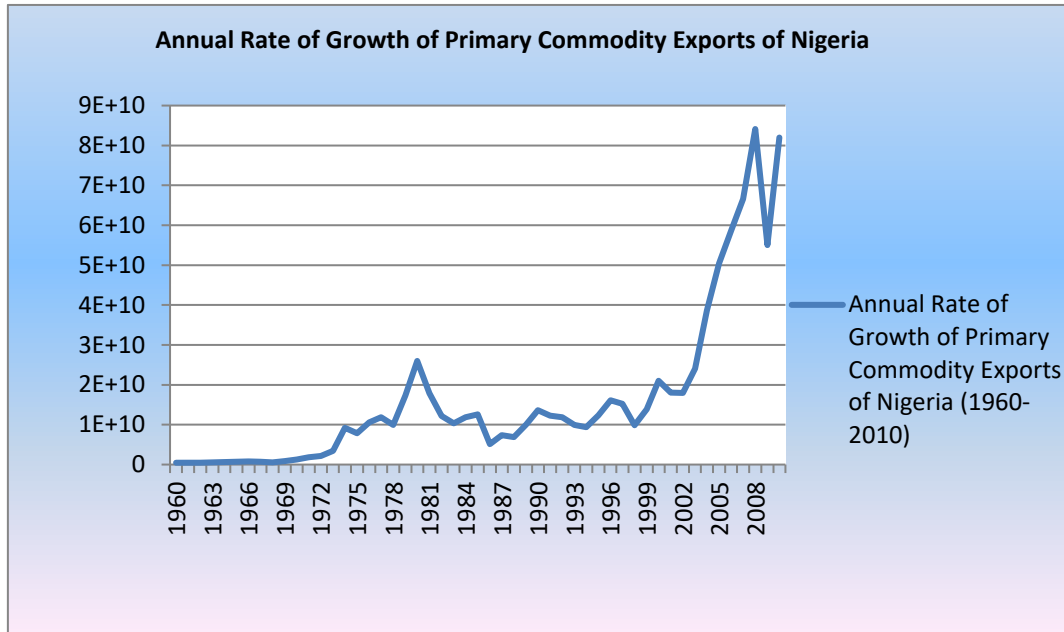 Annual Rate of Growth of Primary Commodity Exports of Nigeria
9E+10
8E+10
7E+10
6E+10
5E+10
4E+10
3E+10
2E+10
1E+10
0
1960
1963
1966
1969
1972
1975
1978
1981
1984
1987
1990
1993
1996
1999
2002
2005
2008
Annual Rate of
Growth of Primary
Commodity Exports
of Nigeria (1960-
2010)